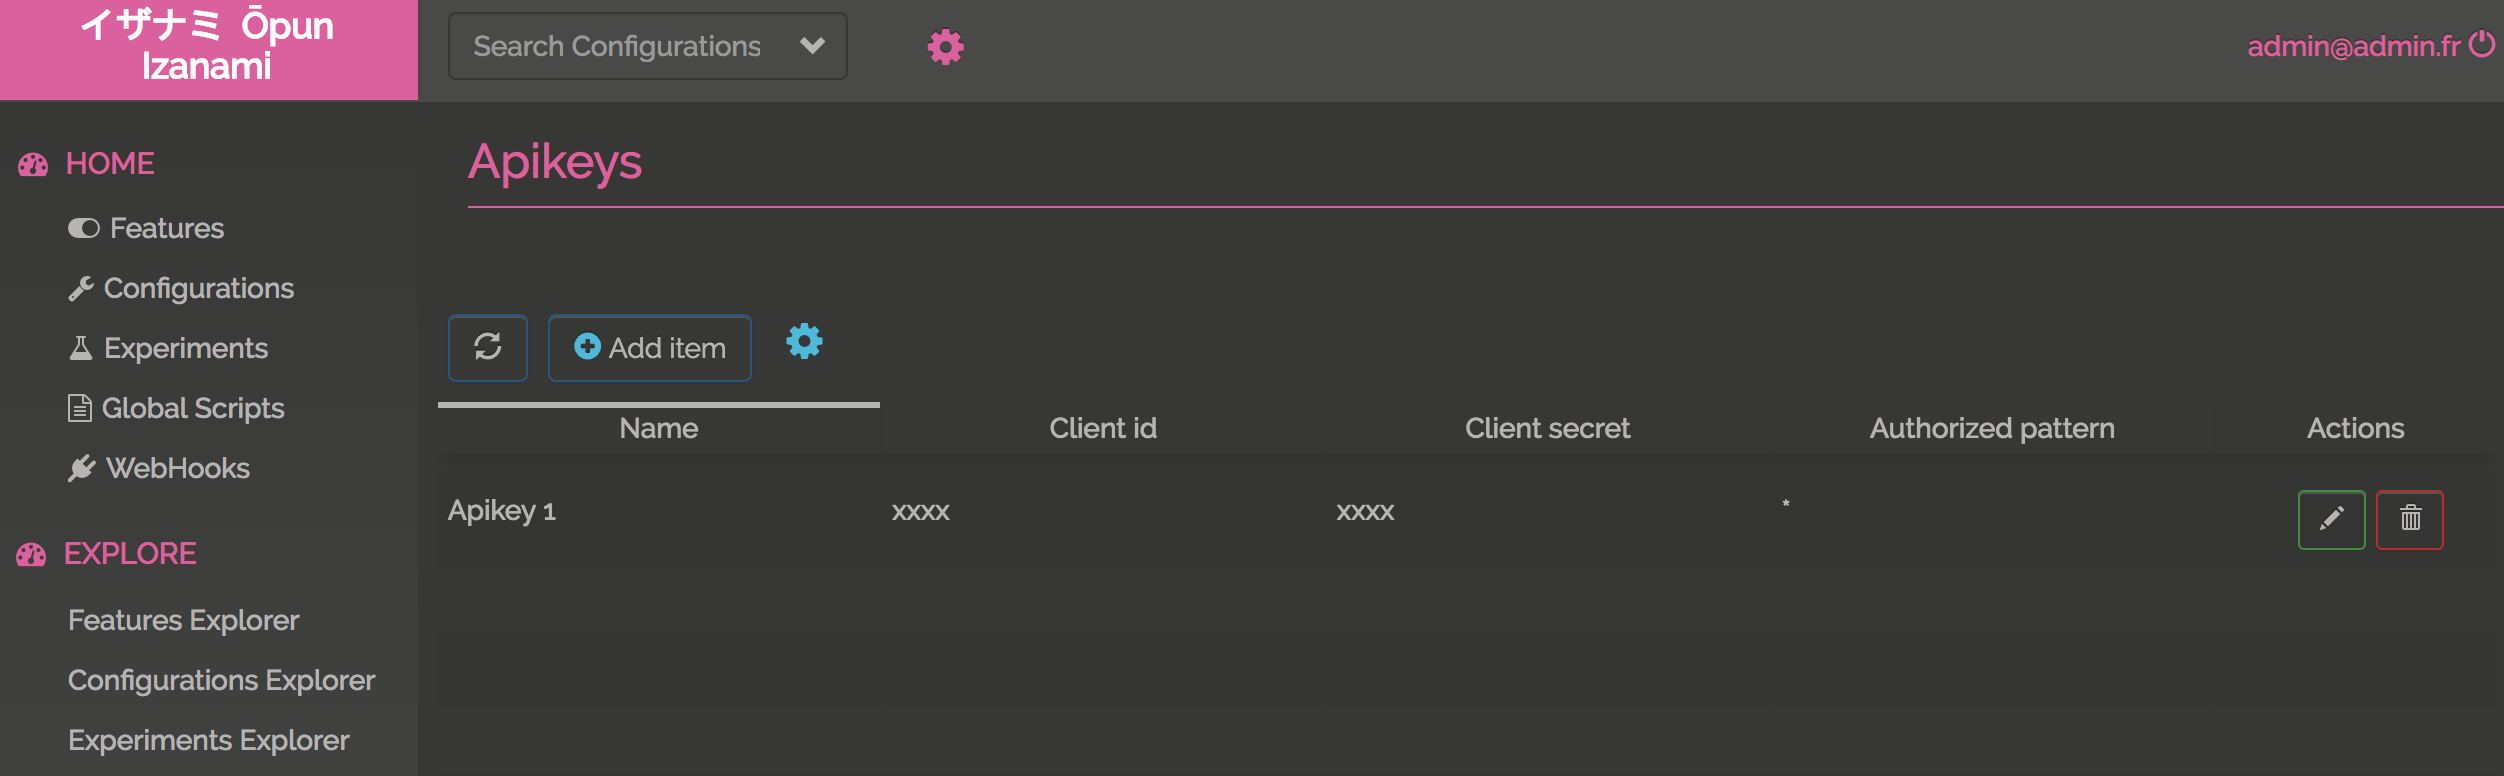 イザナミ Ōpun
Izanami
Search Configurations
admin@admin.fr
HOME
Features
Configurations
Experiments
Global Scripts
WebHooks
EXPLORE
Features Explorer
Configurations Explorer
Experiments Explorer
Apikeys
Add item
Name Client id Client secret Authorized pattern Actions
Apikey 1 xxxx xxxx *